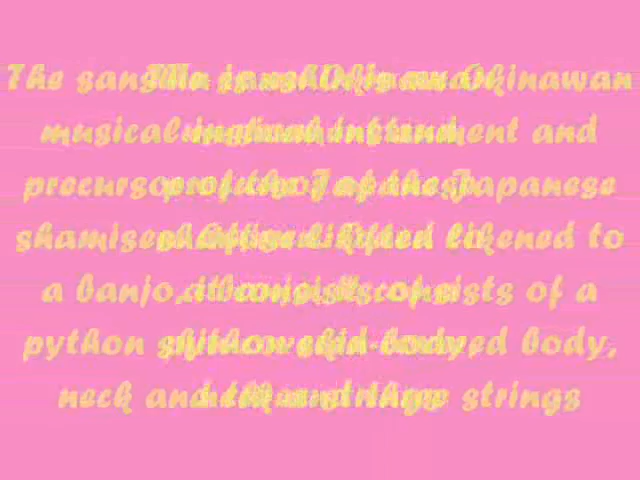 The sanshin is an Okinawan
musical instrument and
precursor of the Japanese
shamisen. Often likened to
a banjo, it consists of a
python skin-covered body,
neck and three strings